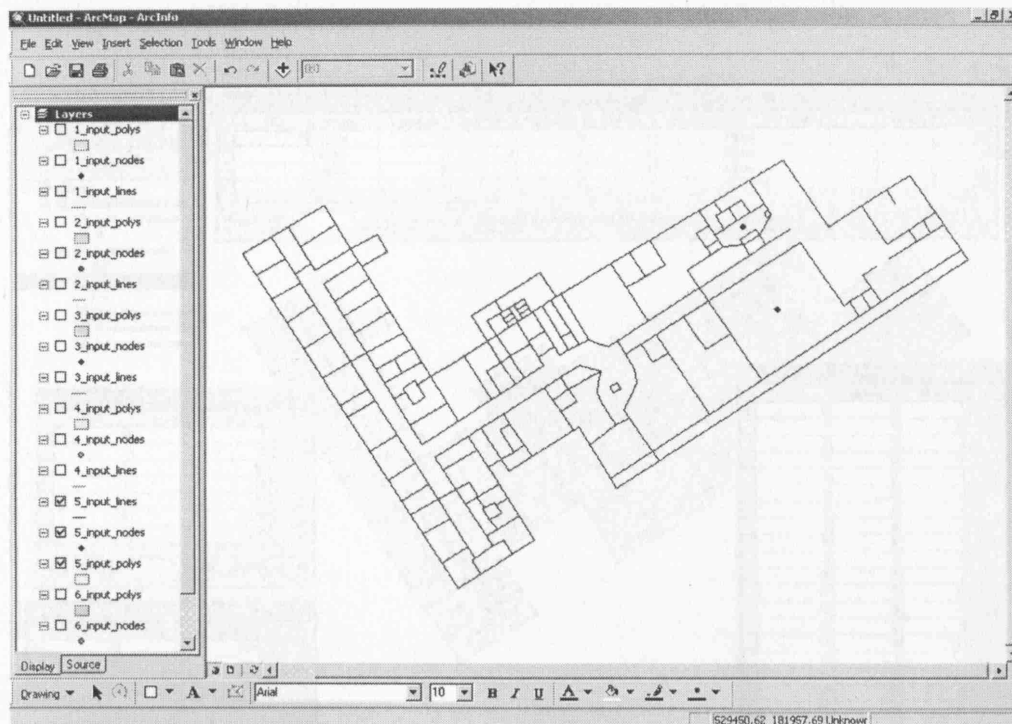 Untitled - ArcMap - ArcInfo
File Edit View Insert Selection Tools Window Help
Layers
1_input_polys
1_input_nodes
1_input_lines
2_input_polys
2_input_nodes
2_input_lines
3_input_polys
3_input_nodes
3_input_lines
4_input_polys
4_input_nodes
4_input_lines
5_input_lines
5_input_nodes
5_input_polys
6_input_polys
6_input_nodes
Display Source
Drawing A Arial 10 B I U A
529450.62 181957.69 Unknown